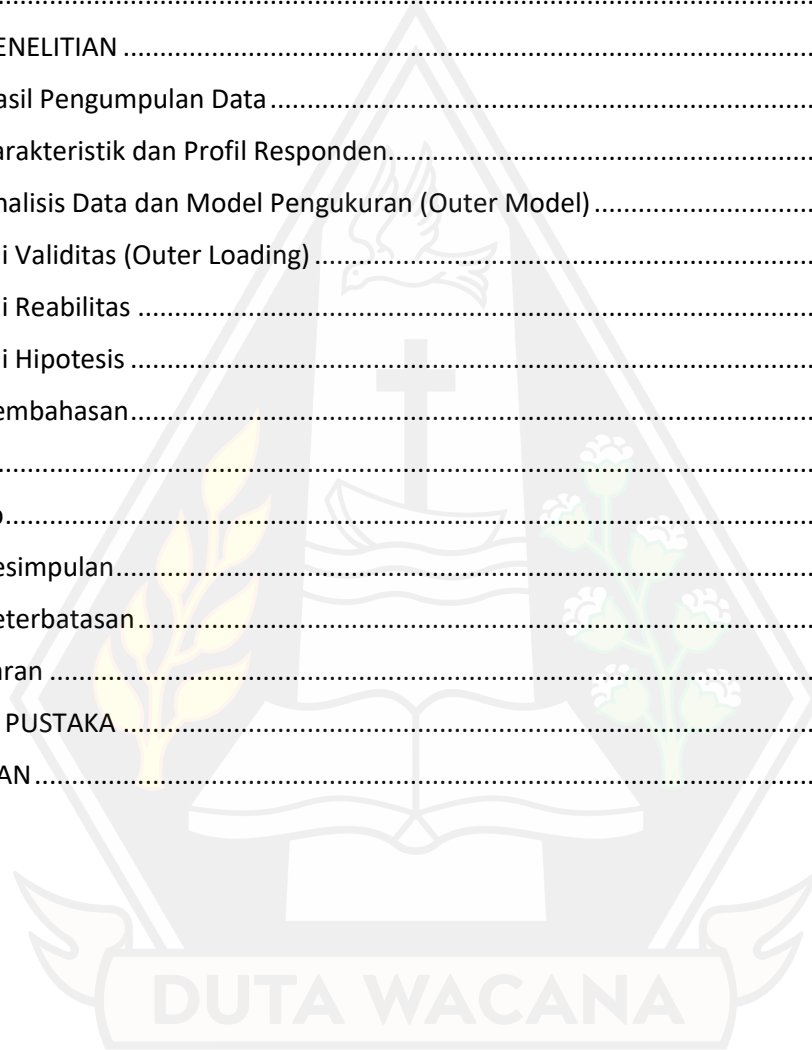 ....................
ENELITIAN ....................
asil Pengumpulan Data....................
arakteristik dan Profil Responden....................
nalisis Data dan Model Pengukuran (Outer Model) ....................
i Validitas (Outer Loading) ....................
i Reabilitas ....................
i Hipotesis ....................
embahasan....................
....................
....................
esimpulan....................
eterbatasan....................
aran ....................
PUSTAKA ....................
AN....................
DUTA WACANA